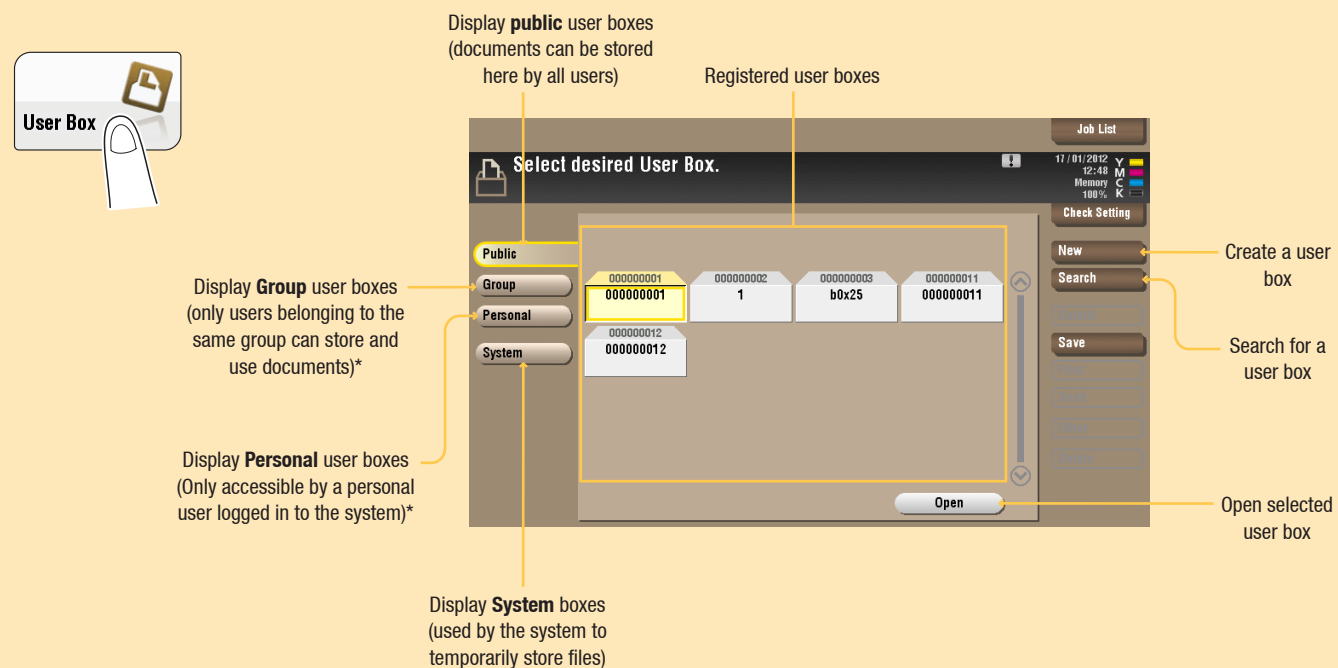 Display public user boxes
(documents can be stored
here by all users)
Registered user boxes
User Box
Job List
Select desired User Box.
17/01/2012
12:48
Memory
100%
Y
M
C
K
Check Setting
Public
Group
Personal
System
000000001
000000001
000000002
1
000000003
b0x25
000000011
000000011
000000012
000000012
New
Search
Save
Open
Create a user
box
Search for a
user box
Open selected
user box
Display Group user boxes
(only users belonging to the
same group can store and
use documents)*
Display Personal user boxes
(Only accessible by a personal
user logged in to the system)*
Display System boxes
(used by the system to
temporarily store files)